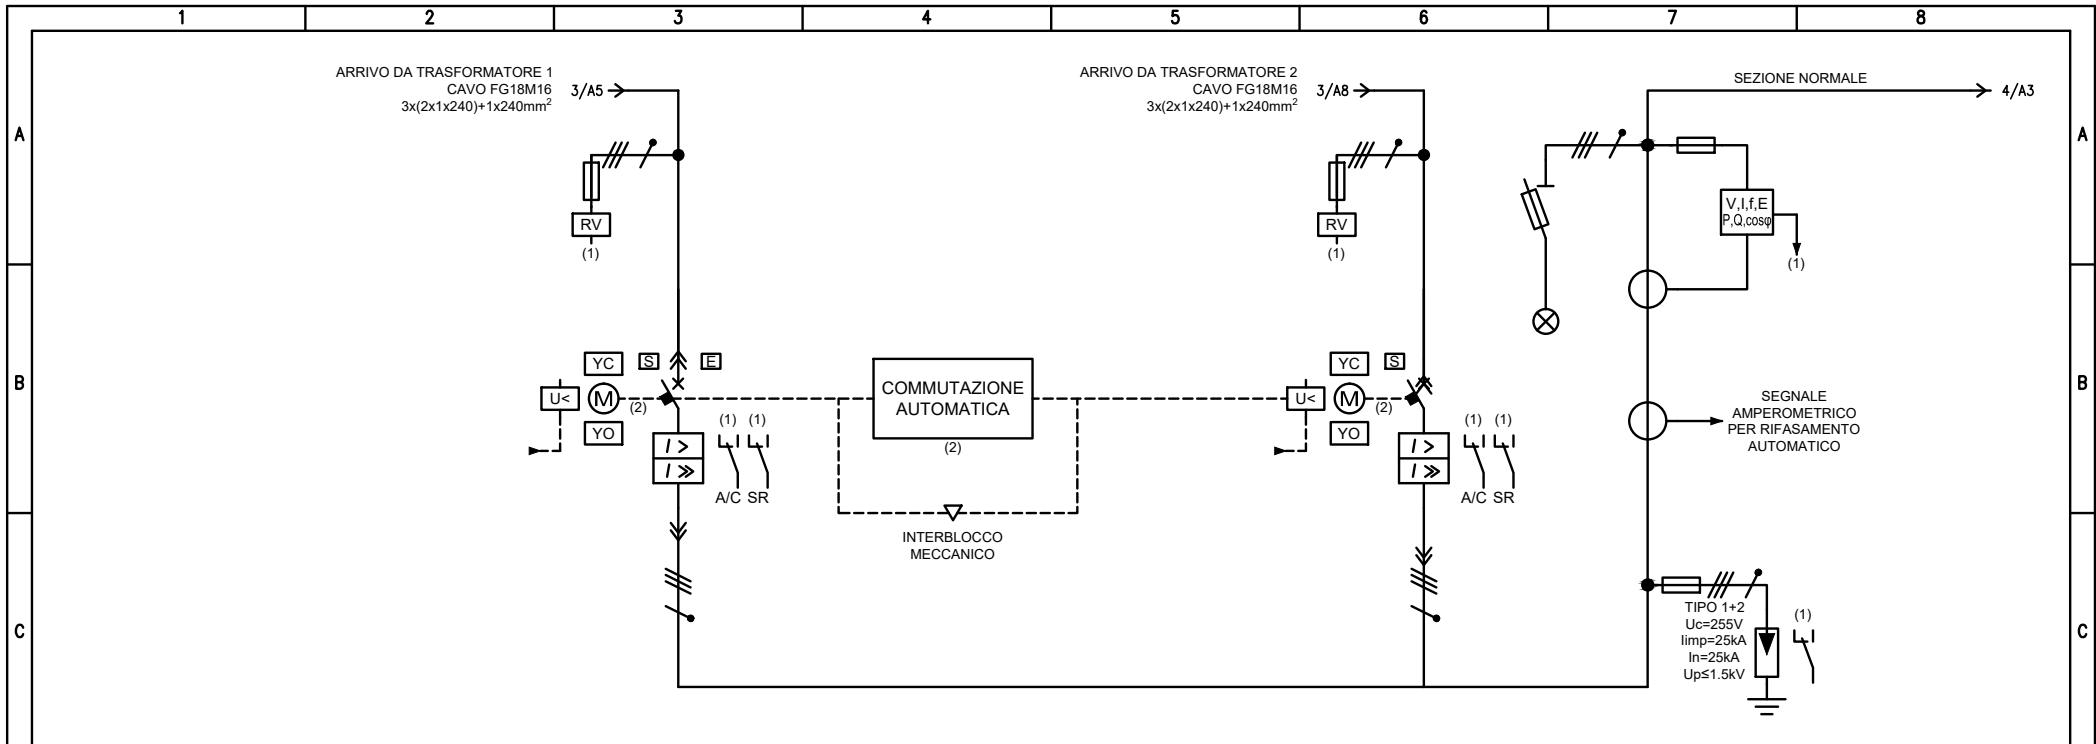 1 2 3 4 5 6 7 8
A
A
B
B
C
C
ARRIVO DA TRASFORMATORE 1
CAVO FG18M16
3x(2x1x240)+1x240mm²
3/A5
RV
(1)
ARRIVO DA TRASFORMATORE 2
CAVO FG18M16
3x(2x1x240)+1x240mm²
3/A8
RV
(1)
SEZIONE NORMALE
4/A3
V,I,f,E
P,Q,cosφ
(1)
YC
S
E
U<
M
(2)
YO
I >
I ≫
(1) (1)
A/C SR
COMMUTAZIONE
AUTOMATICA
(2)
INTERBLOCCO
MECCANICO
YC
S
U<
M
(2)
YO
I >
I ≫
(1) (1)
A/C SR
SEGNALE
AMPEROMETRICO
PER RIFASAMENTO
AUTOMATICO
TIPO 1+2
Uc=255V
Iimp=25kA
In=25kA
Up≤1.5kV
(1)